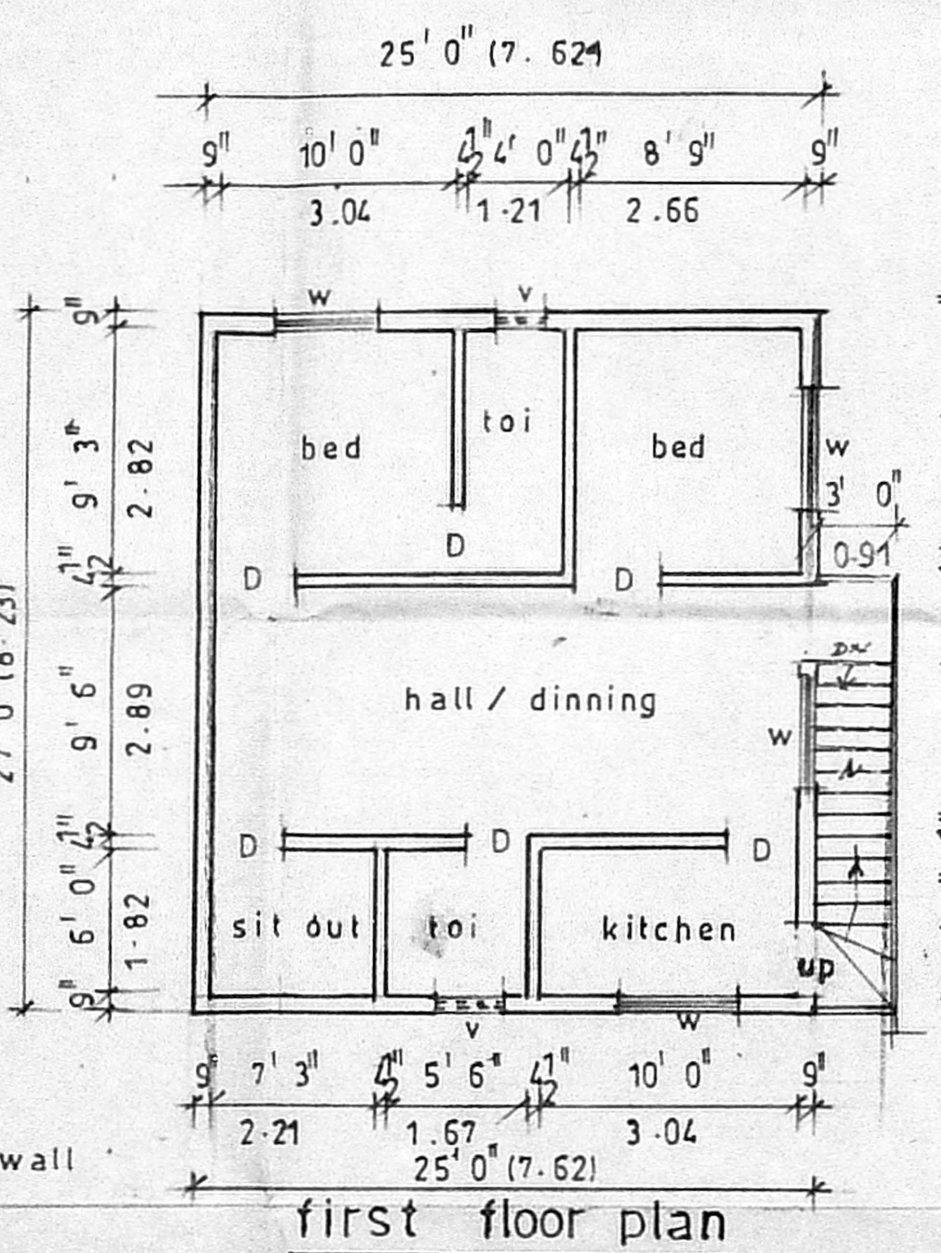 25' 0" (7.62)
9" 10' 0" 4½" 4' 0" 4½" 8' 9" 9"
3.04 1.21 2.66
W V
9"
toi
bed bed W
9' 3"
2.82
3' 0"
0.91
D
D D
4½"
DN
hall / dinning
9' 6"
2.89
W
4½"
D D D
6' 0"
1.82
sit out toi kitchen
up
9"
V W
9" 7' 3" 4½" 5' 6" 4½" 10' 0" 9"
2.21 1.67 3.04
wall
25' 0" (7.62)
first floor plan